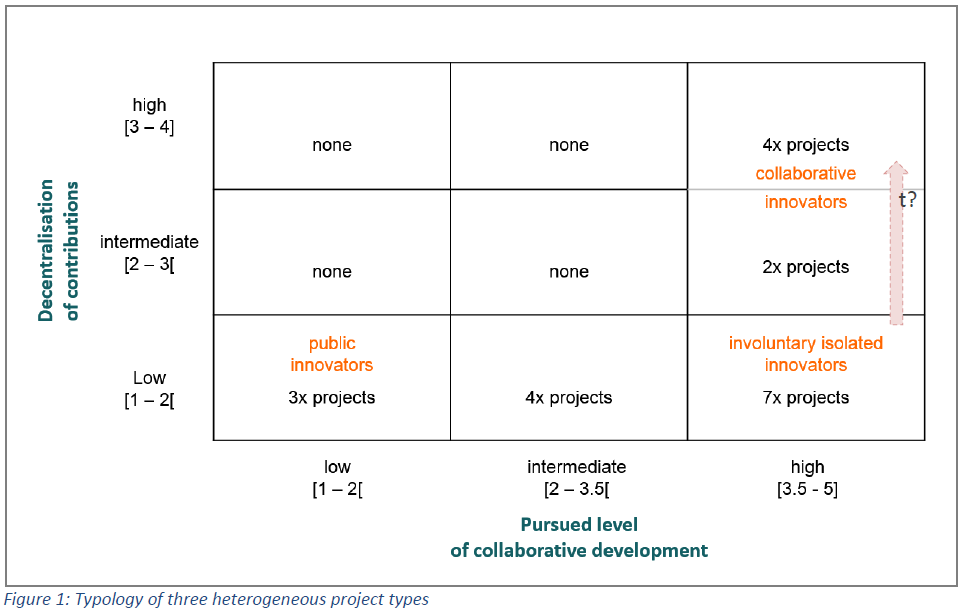 high
[3 – 4]
none
none
4x projects
collaborative
innovators
t?
Decentralisation
of contributions
intermediate
[2 – 3[
none
none
2x projects
Low
[1 – 2[
public
innovators
3x projects
4x projects
involuntary isolated
innovators
7x projects
low
[1 – 2[
intermediate
[2 – 3.5[
high
[3.5 - 5]
Pursued level
of collaborative development
Figure 1: Typology of three heterogeneous project types